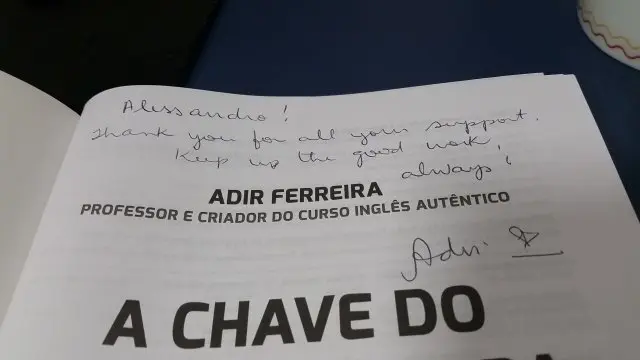 Alessandro!
Thank you for all your support.
Keep up the good work,
always!
ADIR FERREIRA
PROFESSOR E CRIADOR DO CURSO INGLÊS AUTÊNTICO
Adir
A CHAVE DO